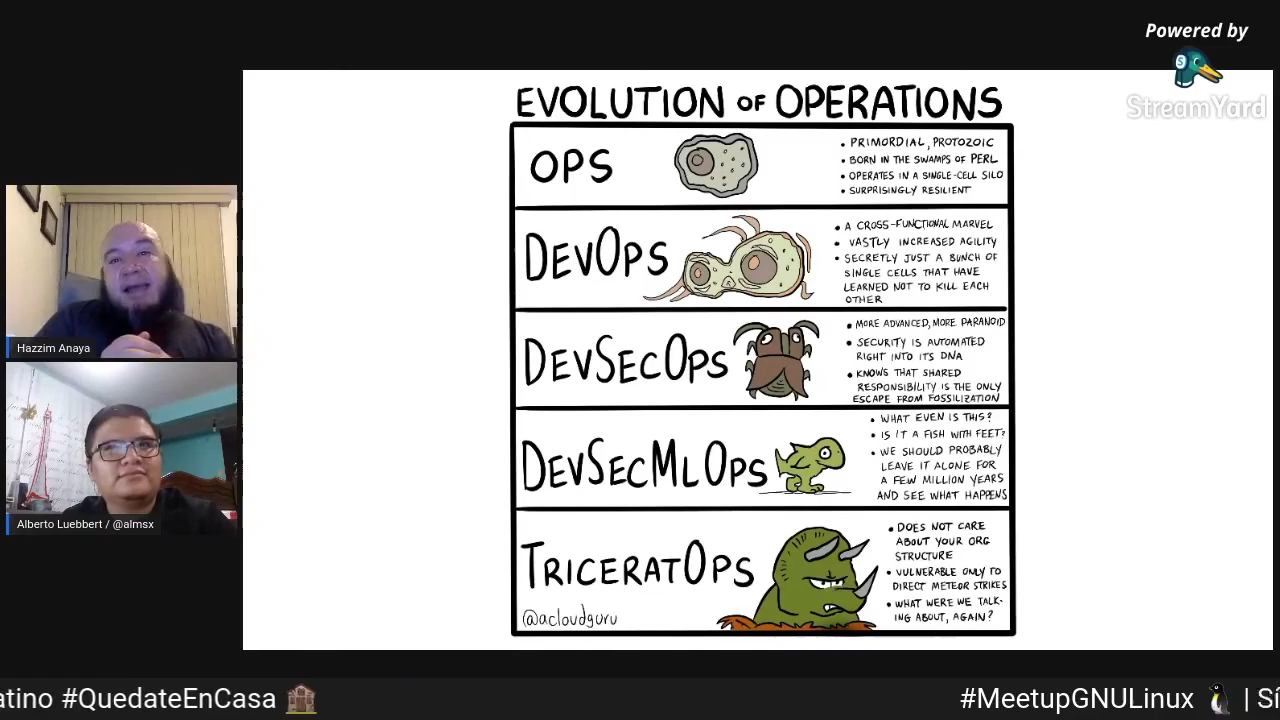 Powered by
StreamYard
EVOLUTION OF OPERATIONS
OPS
• PRIMORDIAL, PROTOZOIC
• BORN IN THE SWAMPS OF PERL
• OPERATES IN A SINGLE-CELL SILO
• SURPRISINGLY RESILIENT
DEVOPS
• A CROSS-FUNCTIONAL MARVEL
• VASTLY INCREASED AGILITY
• SECRETLY JUST A BUNCH OF
SINGLE CELLS THAT HAVE
LEARNED NOT TO KILL EACH
OTHER
DEVSECOPS
• MORE ADVANCED, MORE PARANOID
• SECURITY IS AUTOMATED
RIGHT INTO ITS DNA
• KNOWS THAT SHARED
RESPONSIBILITY IS THE ONLY
ESCAPE FROM FOSSILIZATION
DEVSECMLOPS
• WHAT EVEN IS THIS?
• IS IT A FISH WITH FEET?
• WE SHOULD PROBABLY
LEAVE IT ALONE FOR
A FEW MILLION YEARS
AND SEE WHAT HAPPENS
TRICERATOPS
@acloudguru
• DOES NOT CARE
ABOUT YOUR ORG
STRUCTURE
• VULNERABLE ONLY TO
DIRECT METEOR STRIKES
• WHAT WERE WE TALK-
ING ABOUT, AGAIN?
Hazzim Anaya
Alberto Luebbert / @almsx
atino #QuedateEnCasa
#MeetupGNULinux | Sí